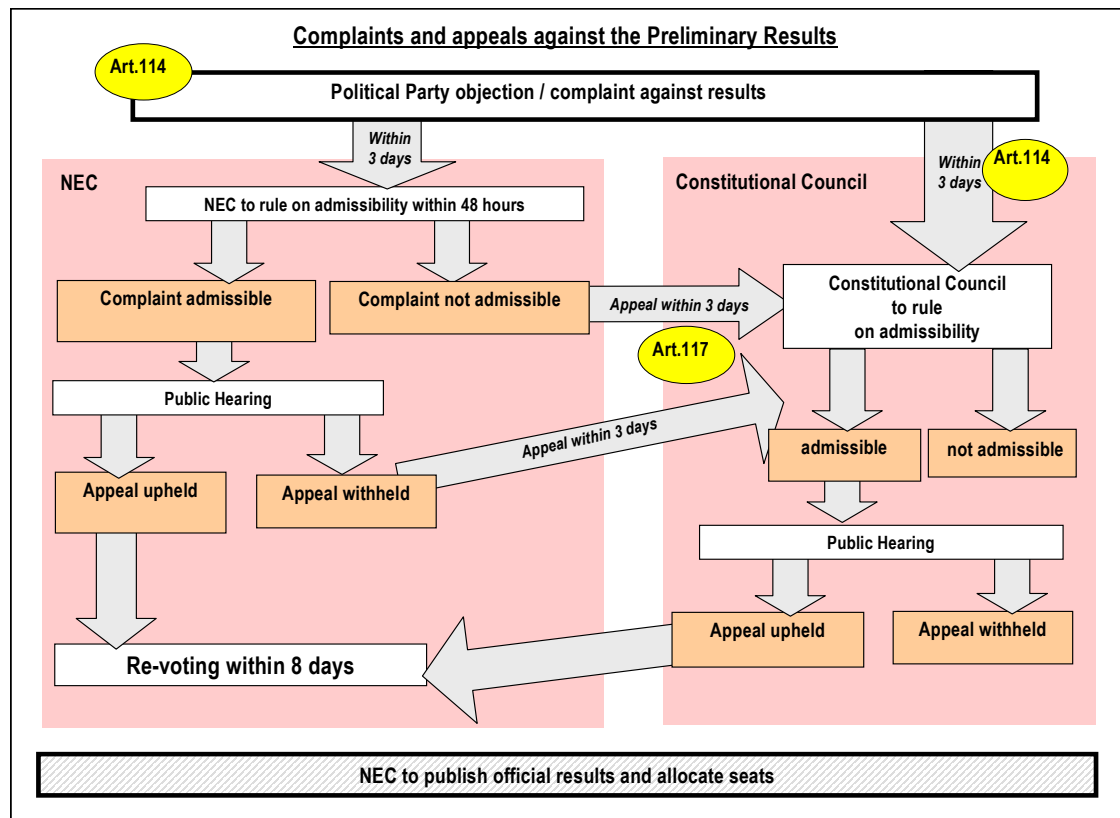 Complaints and appeals against the Preliminary Results
Art.114
Political Party objection / complaint against results
Within
3 days
Within
3 days
Art.114
NEC
Constitutional Council
NEC to rule on admissibility within 48 hours
Complaint admissible
Complaint not admissible
Appeal within 3 days
Constitutional Council
to rule
on admissibility
Art.117
Public Hearing
Appeal within 3 days
admissible
not admissible
Appeal upheld
Appeal withheld
Public Hearing
Appeal upheld
Appeal withheld
Re-voting within 8 days
NEC to publish official results and allocate seats